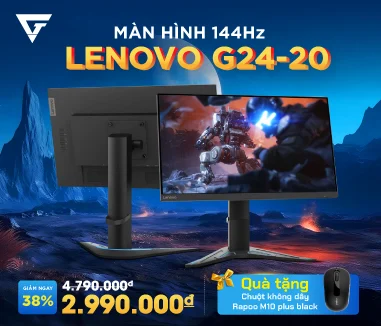 MÀN HÌNH 144Hz
LENOVO G24-20
GIẢM NGAY
38%
4.790.000đ
2.990.000đ
Quà tặng
Chuột không dây
Rapoo M10 plus black